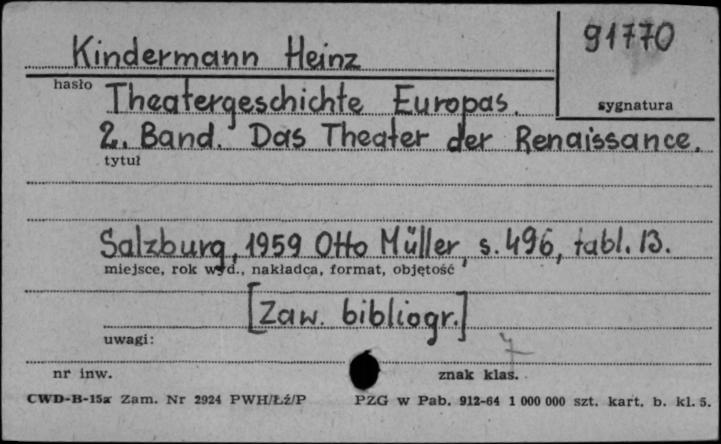 Kindermann Heinz
91770
hasło
sygnatura
Theatergeschichte Europas.
2. Band. Das Theater der Renaissance.
tytuł
Salzburg, 1959 Otto Müller, s. 496, tabl. 13.
miejsce, rok wyd., nakładca, format, objętość
[Zaw. bibliogr.]
uwagi:
7
nr inw.
znak klas.
CWD-B-15a Zam. Nr 2924 PWH/Łź/P PZG w Pab. 912-64 1 000 000 szt. kart. b. kl. 5.